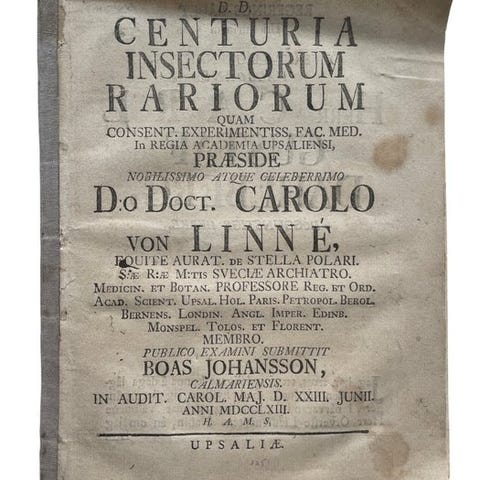 D. D.
CENTURIA
INSECTORUM
RARIORUM
QUAM
CONSENT. EXPERIMENTISS. FAC. MED.
In REGIA ACADEMIA UPSALIENSI,
PRÆSIDE
NOBILISSIMO ATQUE CELEBERRIMO
D:o DOCT. CAROLO
VON LINNÉ,
EQUITE AURAT. DE STELLA POLARI.
S:Æ R:Æ M:TIS SVECIÆ ARCHIATRO.
MEDICIN. ET BOTAN. PROFESSORE REG. ET ORD.
ACAD. SCIENT. UPSAL. HOL. PARIS. PETROPOL. BEROL.
BERNENS. LONDIN. ANGL. IMPER. EDINB.
MONSPEL. TOLOS. ET FLORENT.
MEMBRO.
PUBLICO EXAMINI SUBMITTIT
BOAS JOHANSSON,
CALMARIENSIS.
IN AUDIT. CAROL. MAJ. D. XXIII. JUNII.
ANNI MDCCLXIII.
H. A. M. S.
UPSALIÆ.